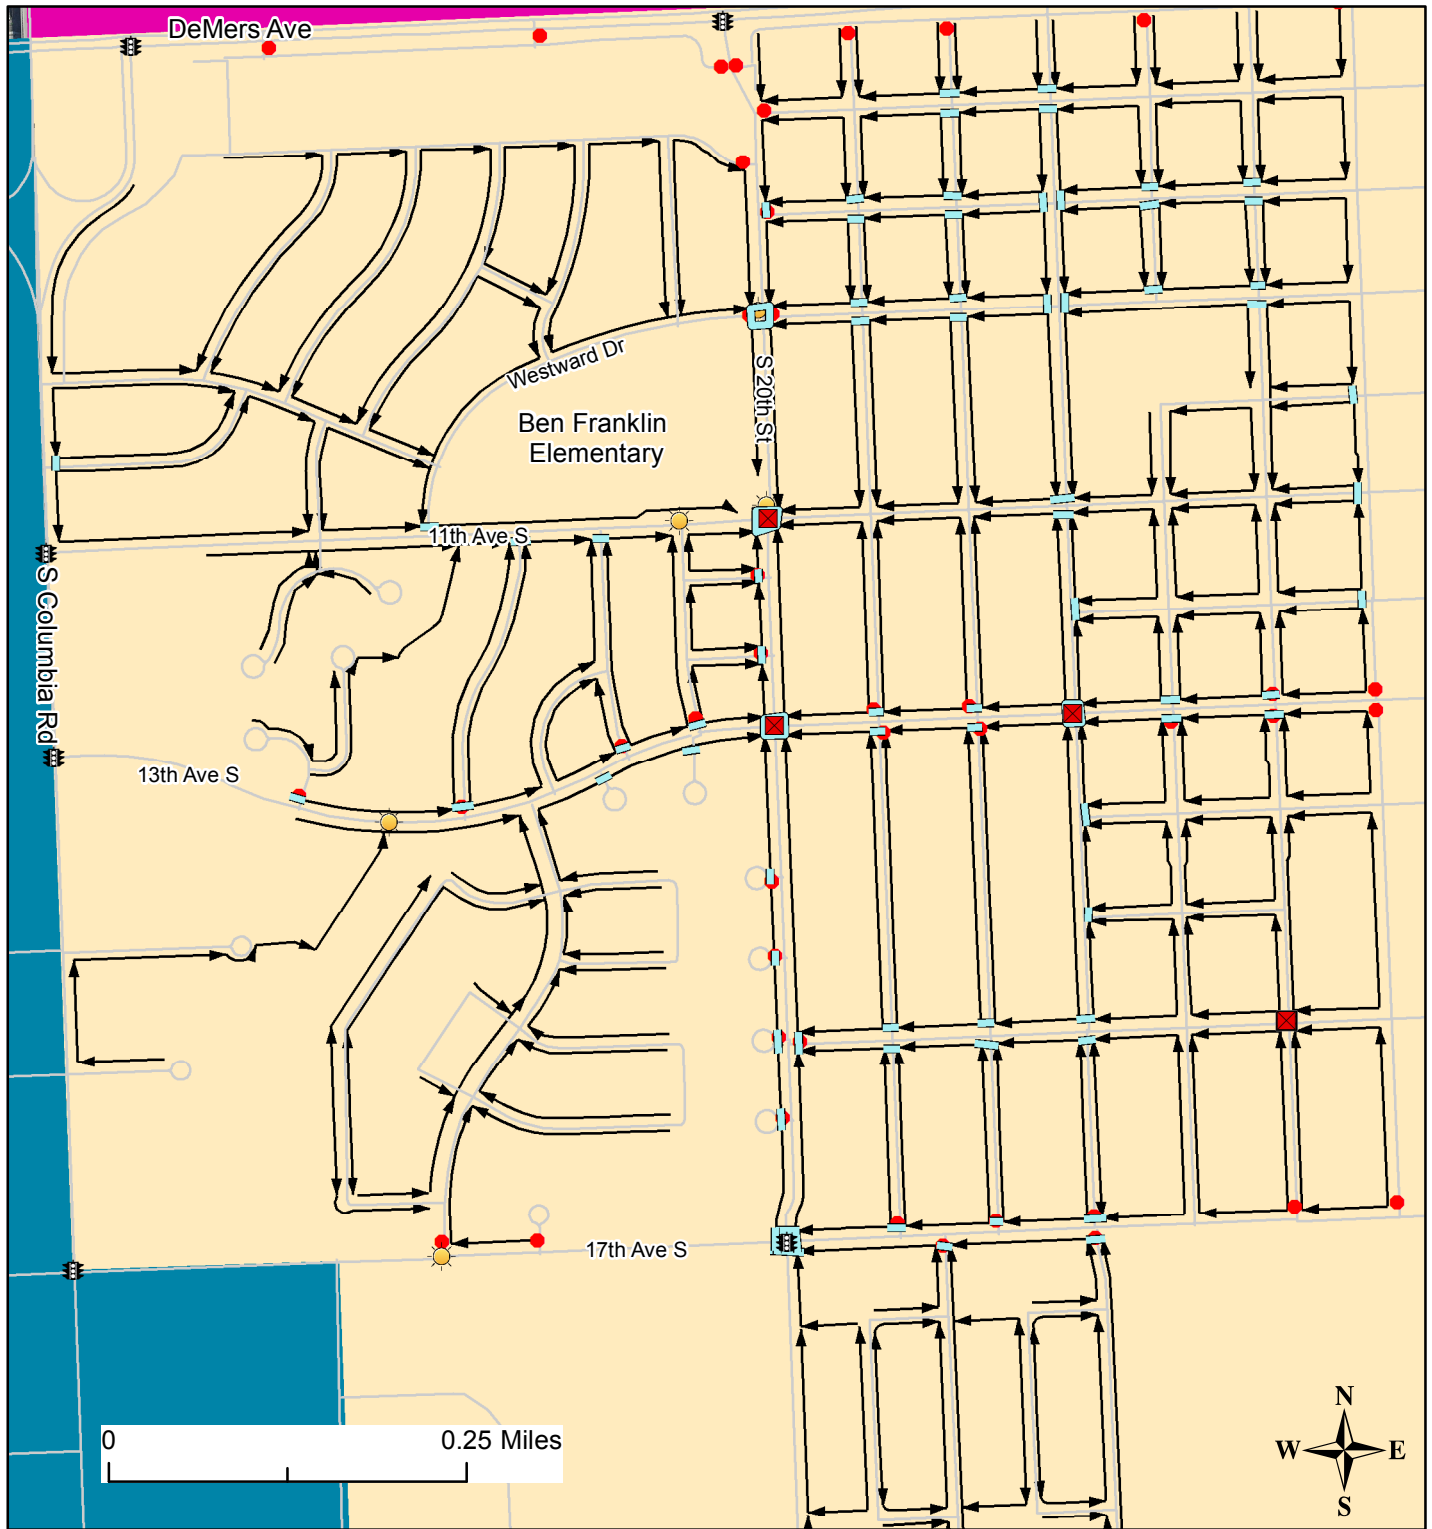 DeMers Ave
Westward Dr
S 20th St
Ben Franklin
Elementary
11th Ave S
S Columbia Rd
13th Ave S
17th Ave S
0
0.25 Miles
N
W
E
S